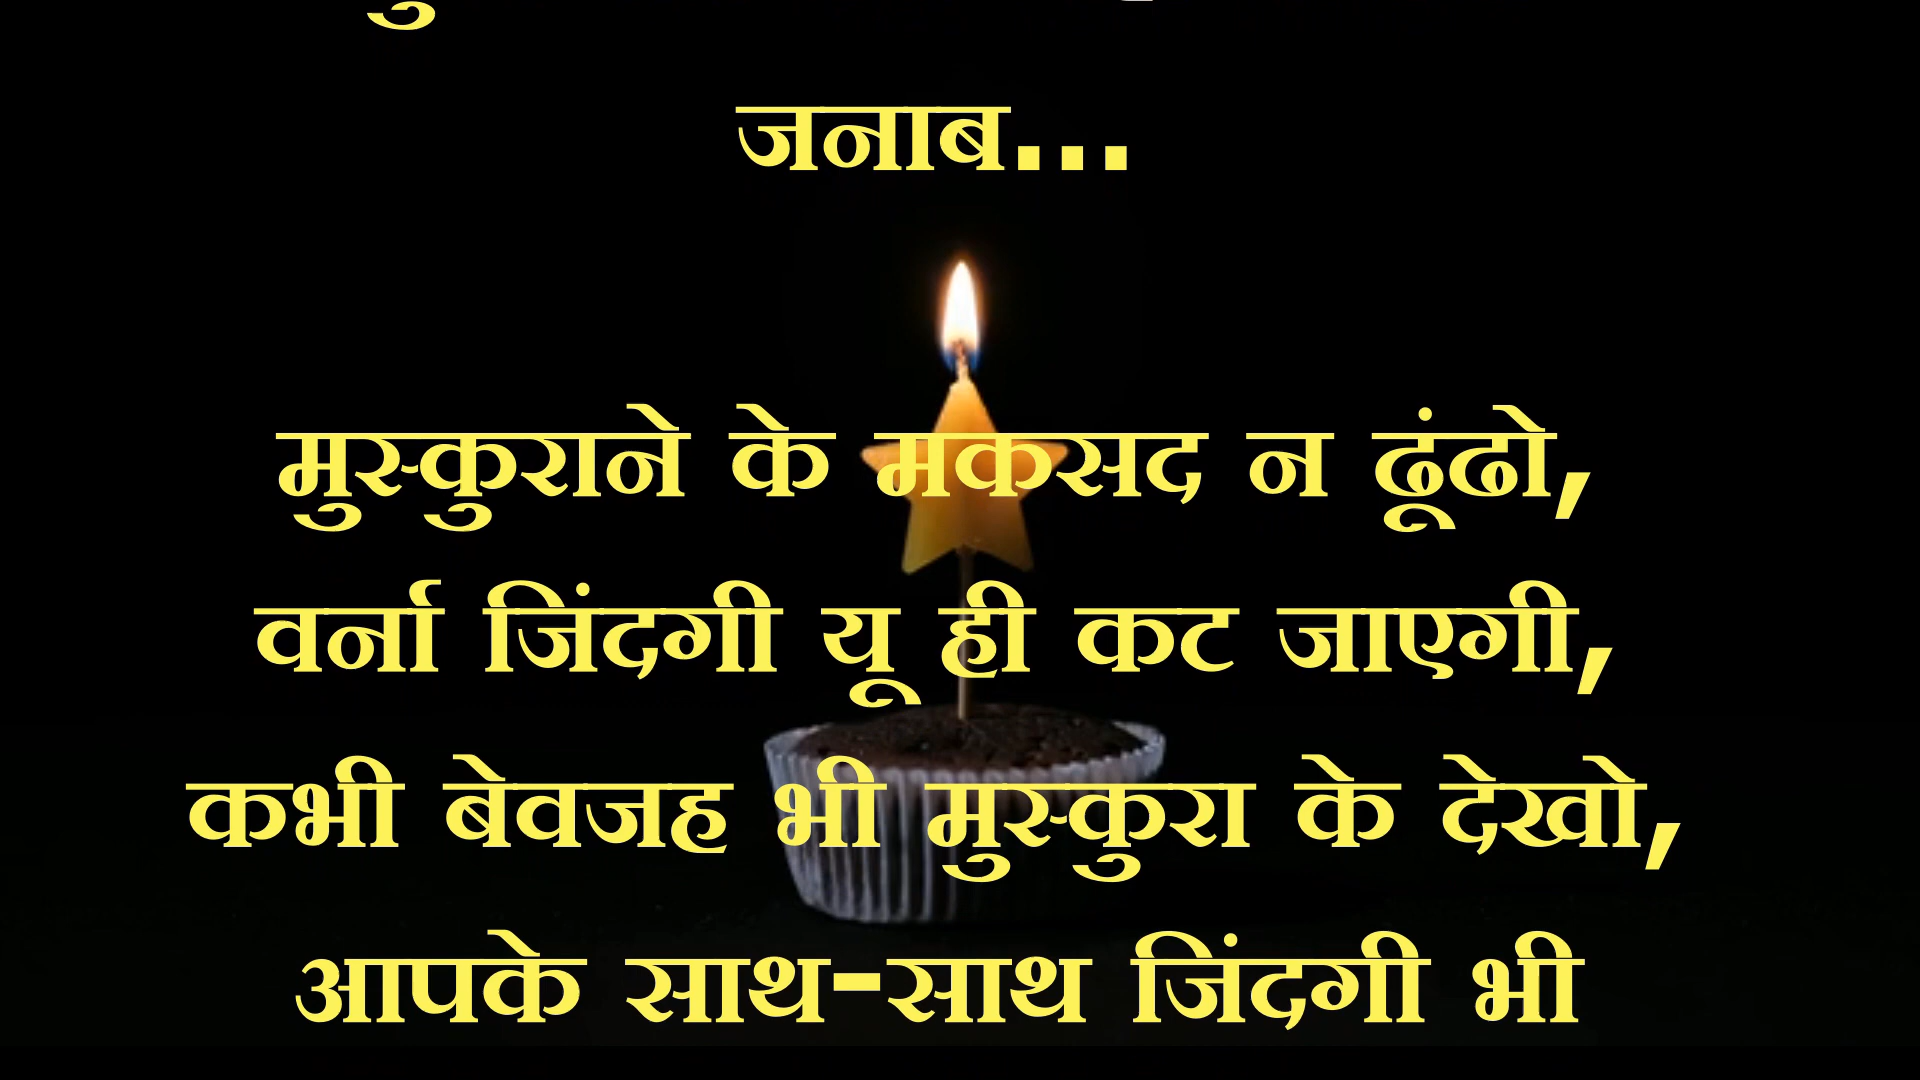 जनाब...
मुस्कुराने के मकसद न ढूंढो,
वर्ना जिंदगी यू ही कट जाएगी,
कभी बेवजह भी मुस्कुरा के देखो,
आपके साथ-साथ जिंदगी भी